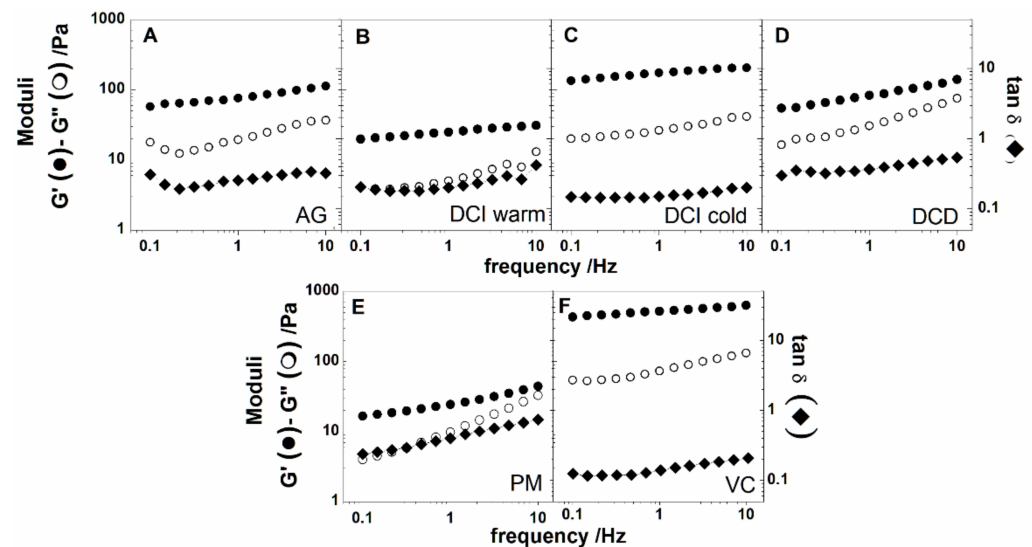 1000
100
10
1
Moduli
G' (●)- G" (○) /Pa
A
AG
B
DCI warm
C
DCI cold
D
DCD
10
1
0.1
tan δ (◆)
0.1 1 10 0.1 1 10 0.1 1 10 0.1 1 10
frequency /Hz
1000
100
10
1
Moduli
G' (●)- G" (○) /Pa
E
PM
F
VC
10
1
0.1
tan δ (◆)
0.1 1 10 0.1 1 10
frequency /Hz